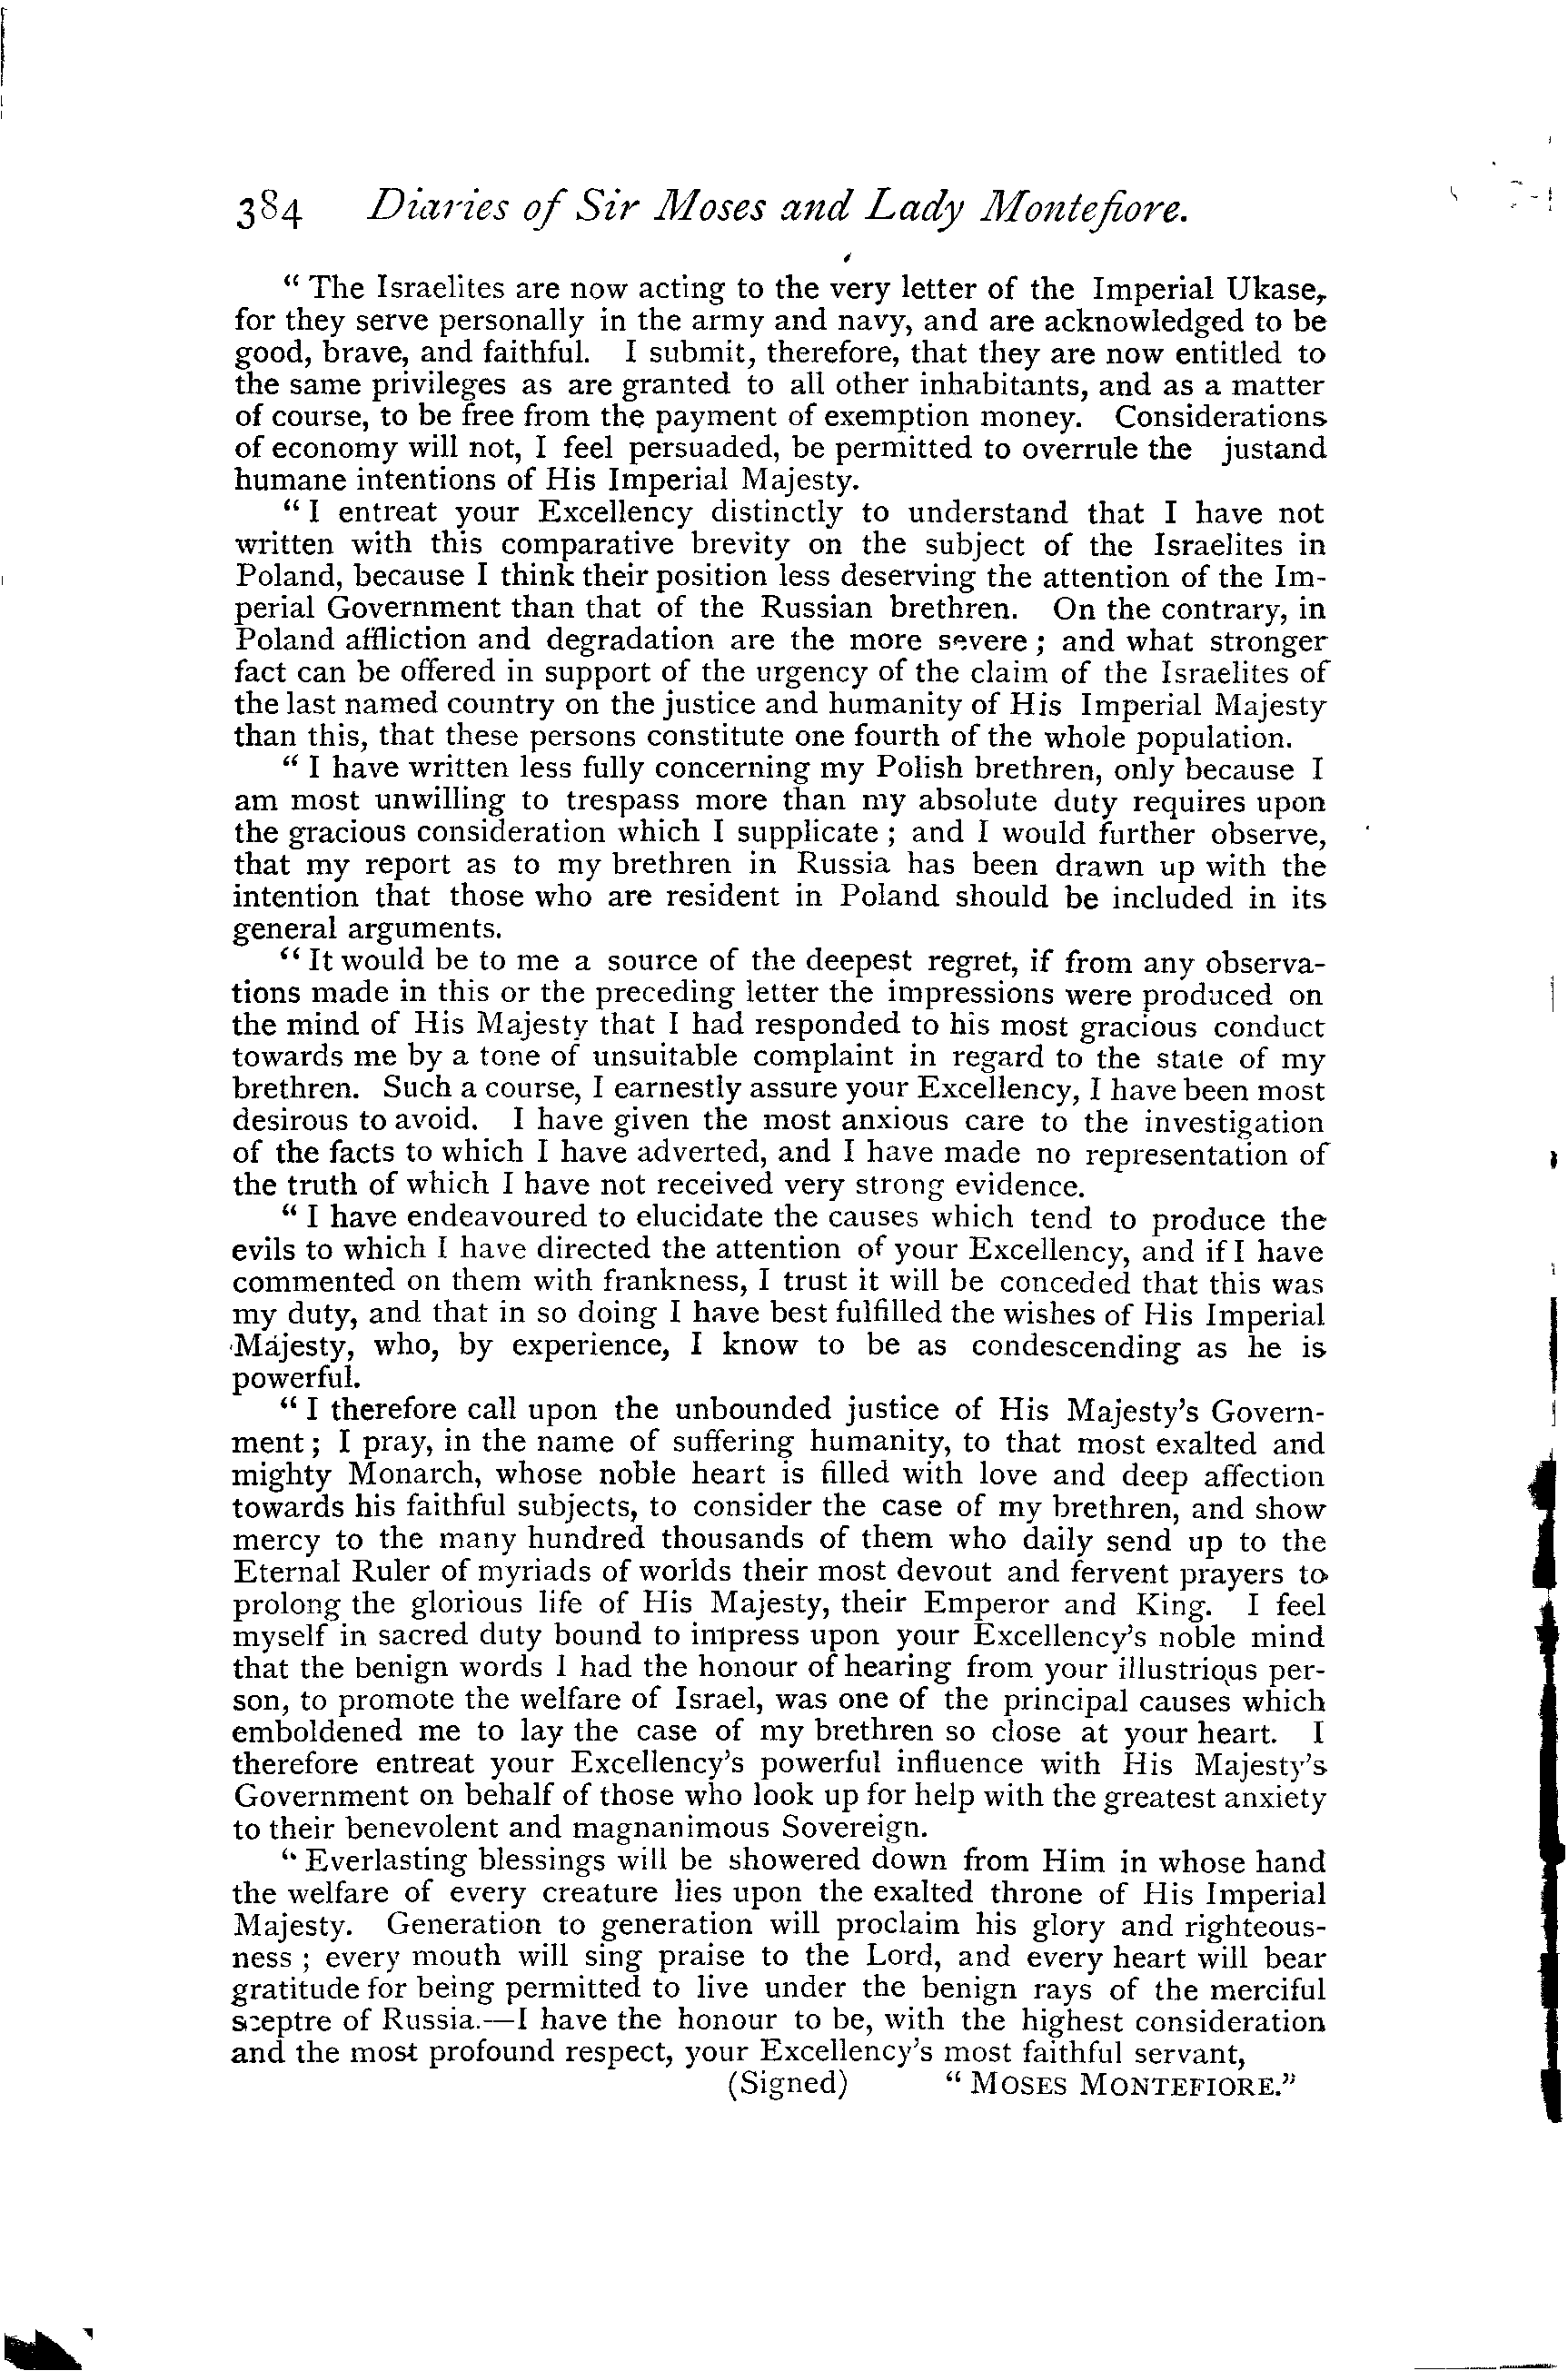 384 Diaries of Sir Moses and Lady Montefiore.
“ The Israelites are now acting to the very letter of the Imperial Ukase,
for they serve personally in the army and navy, and are acknowledged to be
good, brave, and faithful. I submit, therefore, that they are now entitled to
the same privileges as are granted to all other inhabitants, and as a matter
of course, to be free from the payment of exemption money. Considerations
of economy will not, I feel persuaded, be permitted to overrule the justand
humane intentions of His Imperial Majesty.
“ I entreat your Excellency distinctly to understand that I have not
written with this comparative brevity on the subject of the Israelites in
Poland, because I think their position less deserving the attention of the Im-
perial Government than that of the Russian brethren. On the contrary, in
Poland affliction and degradation are the more severe ; and what stronger
fact can be offered in support of the urgency of the claim of the Israelites of
the last named country on the justice and humanity of His Imperial Majesty
than this, that these persons constitute one fourth of the whole population.
“ I have written less fully concerning my Polish brethren, only because I
am most unwilling to trespass more than my absolute duty requires upon
the gracious consideration which I supplicate ; and I would further observe,
that my report as to my brethren in Russia has been drawn up with the
intention that those who are resident in Poland should be included in its
general arguments.
“ It would be to me a source of the deepest regret, if from any observa-
tions made in this or the preceding letter the impressions were produced on
the mind of His Majesty that I had responded to his most gracious conduct
towards me by a tone of unsuitable complaint in regard to the state of my
brethren. Such a course, I earnestly assure your Excellency, I have been most
desirous to avoid. I have given the most anxious care to the investigation
of the facts to which I have adverted, and I have made no representation of
the truth of which I have not received very strong evidence.
“ I have endeavoured to elucidate the causes which tend to produce the
evils to which I have directed the attention of your Excellency, and if I have
commented on them with frankness, I trust it will be conceded that this was
my duty, and that in so doing I have best fulfilled the wishes of His Imperial
Majesty, who, by experience, I know to be as condescending as he is
powerful.
“ I therefore call upon the unbounded justice of His Majesty’s Govern-
ment ; I pray, in the name of suffering humanity, to that most exalted and
mighty Monarch, whose noble heart is filled with love and deep affection
towards his faithful subjects, to consider the case of my brethren, and show
mercy to the many hundred thousands of them who daily send up to the
Eternal Ruler of myriads of worlds their most devout and fervent prayers to
prolong the glorious life of His Majesty, their Emperor and King. I feel
myself in sacred duty bound to impress upon your Excellency’s noble mind
that the benign words I had the honour of hearing from your illustrious per-
son, to promote the welfare of Israel, was one of the principal causes which
emboldened me to lay the case of my brethren so close at your heart. I
therefore entreat your Excellency’s powerful influence with His Majesty’s
Government on behalf of those who look up for help with the greatest anxiety
to their benevolent and magnanimous Sovereign.
“ Everlasting blessings will be showered down from Him in whose hand
the welfare of every creature lies upon the exalted throne of His Imperial
Majesty. Generation to generation will proclaim his glory and righteous-
ness ; every mouth will sing praise to the Lord, and every heart will bear
gratitude for being permitted to live under the benign rays of the merciful
sceptre of Russia.—I have the honour to be, with the highest consideration
and the most profound respect, your Excellency’s most faithful servant,
(Signed) “ MOSES MONTEFIORE.”